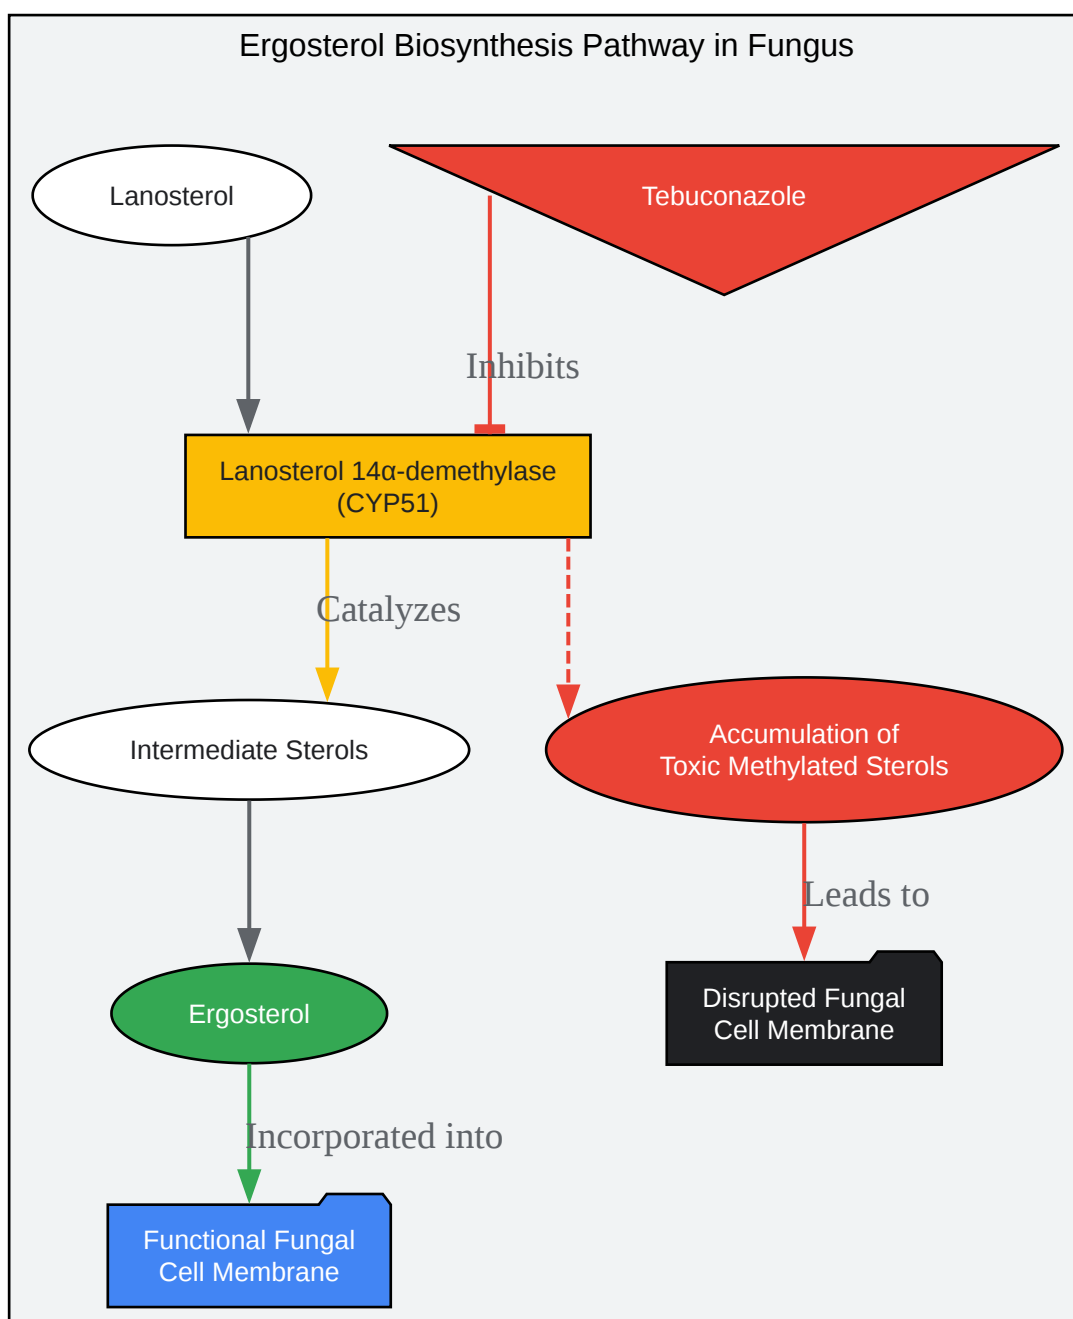 Ergosterol Biosynthesis Pathway in Fungus
Lanosterol
Tebuconazole
Inhibits
Lanosterol 14α-demethylase
(CYP51)
Catalyzes
Intermediate Sterols
Accumulation of
Toxic Methylated Sterols
Leads to
Ergosterol
Disrupted Fungal
Cell Membrane
Incorporated into
Functional Fungal
Cell Membrane